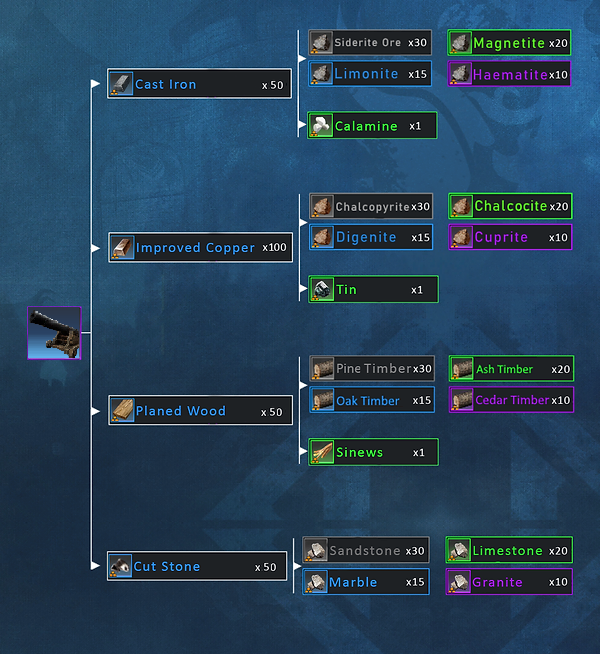 Siderite Ore x30 Magnetite x20
Limonite x15 Haematite x10
Cast Iron x 50
Calamine x1
Chalcopyrite x30 Chalcocite x20
Digenite x15 Cuprite x10
Improved Copper x100
Tin x1
Pine Timber x30 Ash Timber x20
Oak Timber x15 Cedar Timber x10
Planed Wood x 50
Sinews x1
Sandstone x30 Limestone x20
Cut Stone x 50
Marble x15 Granite x10